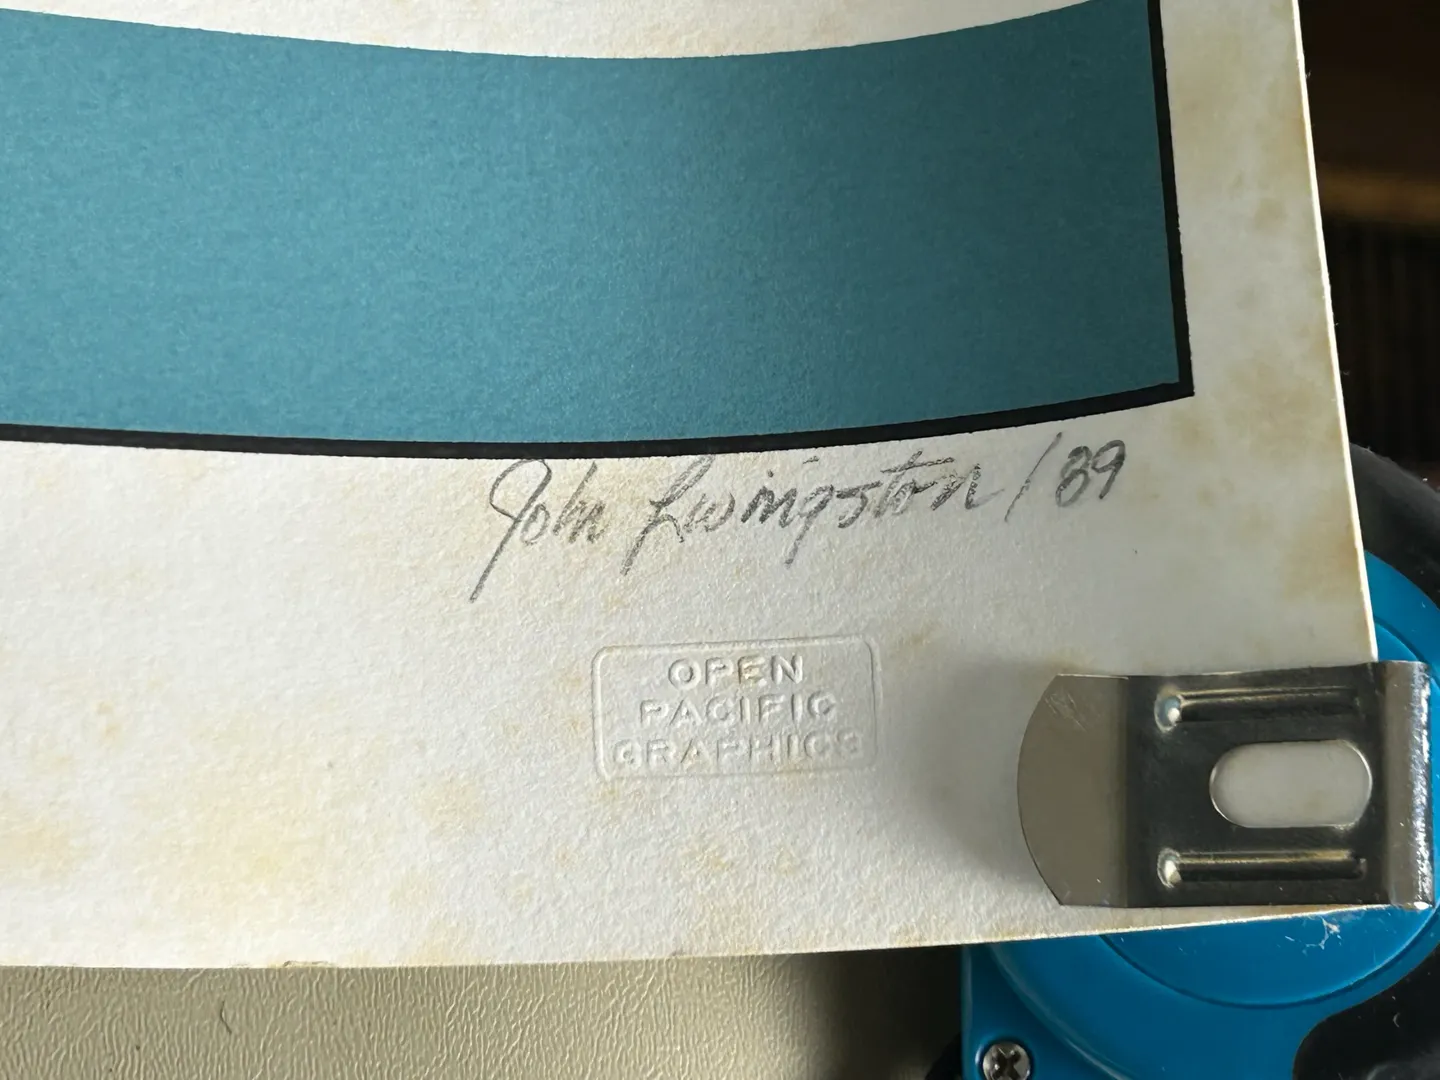 John Livingston / 89
OPEN
PACIFIC
GRAPHICS